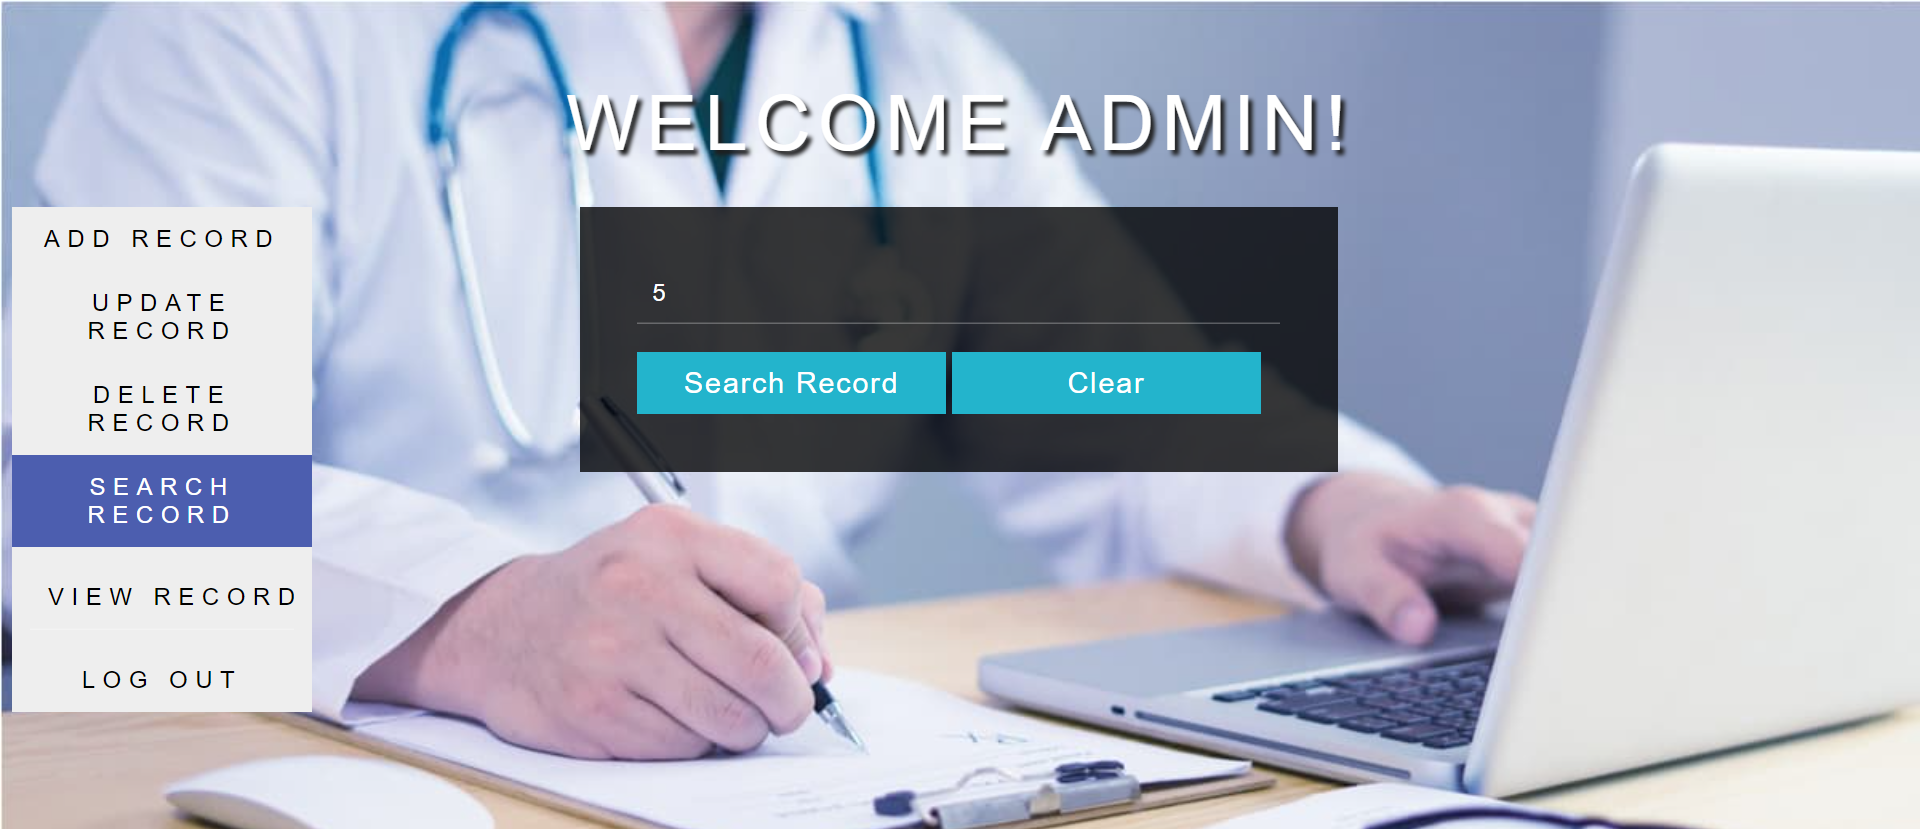 WELCOME ADMIN!
ADD RECORD
UPDATE
RECORD
DELETE
RECORD
SEARCH
RECORD
VIEW RECORD
LOG OUT
5
Search Record
Clear